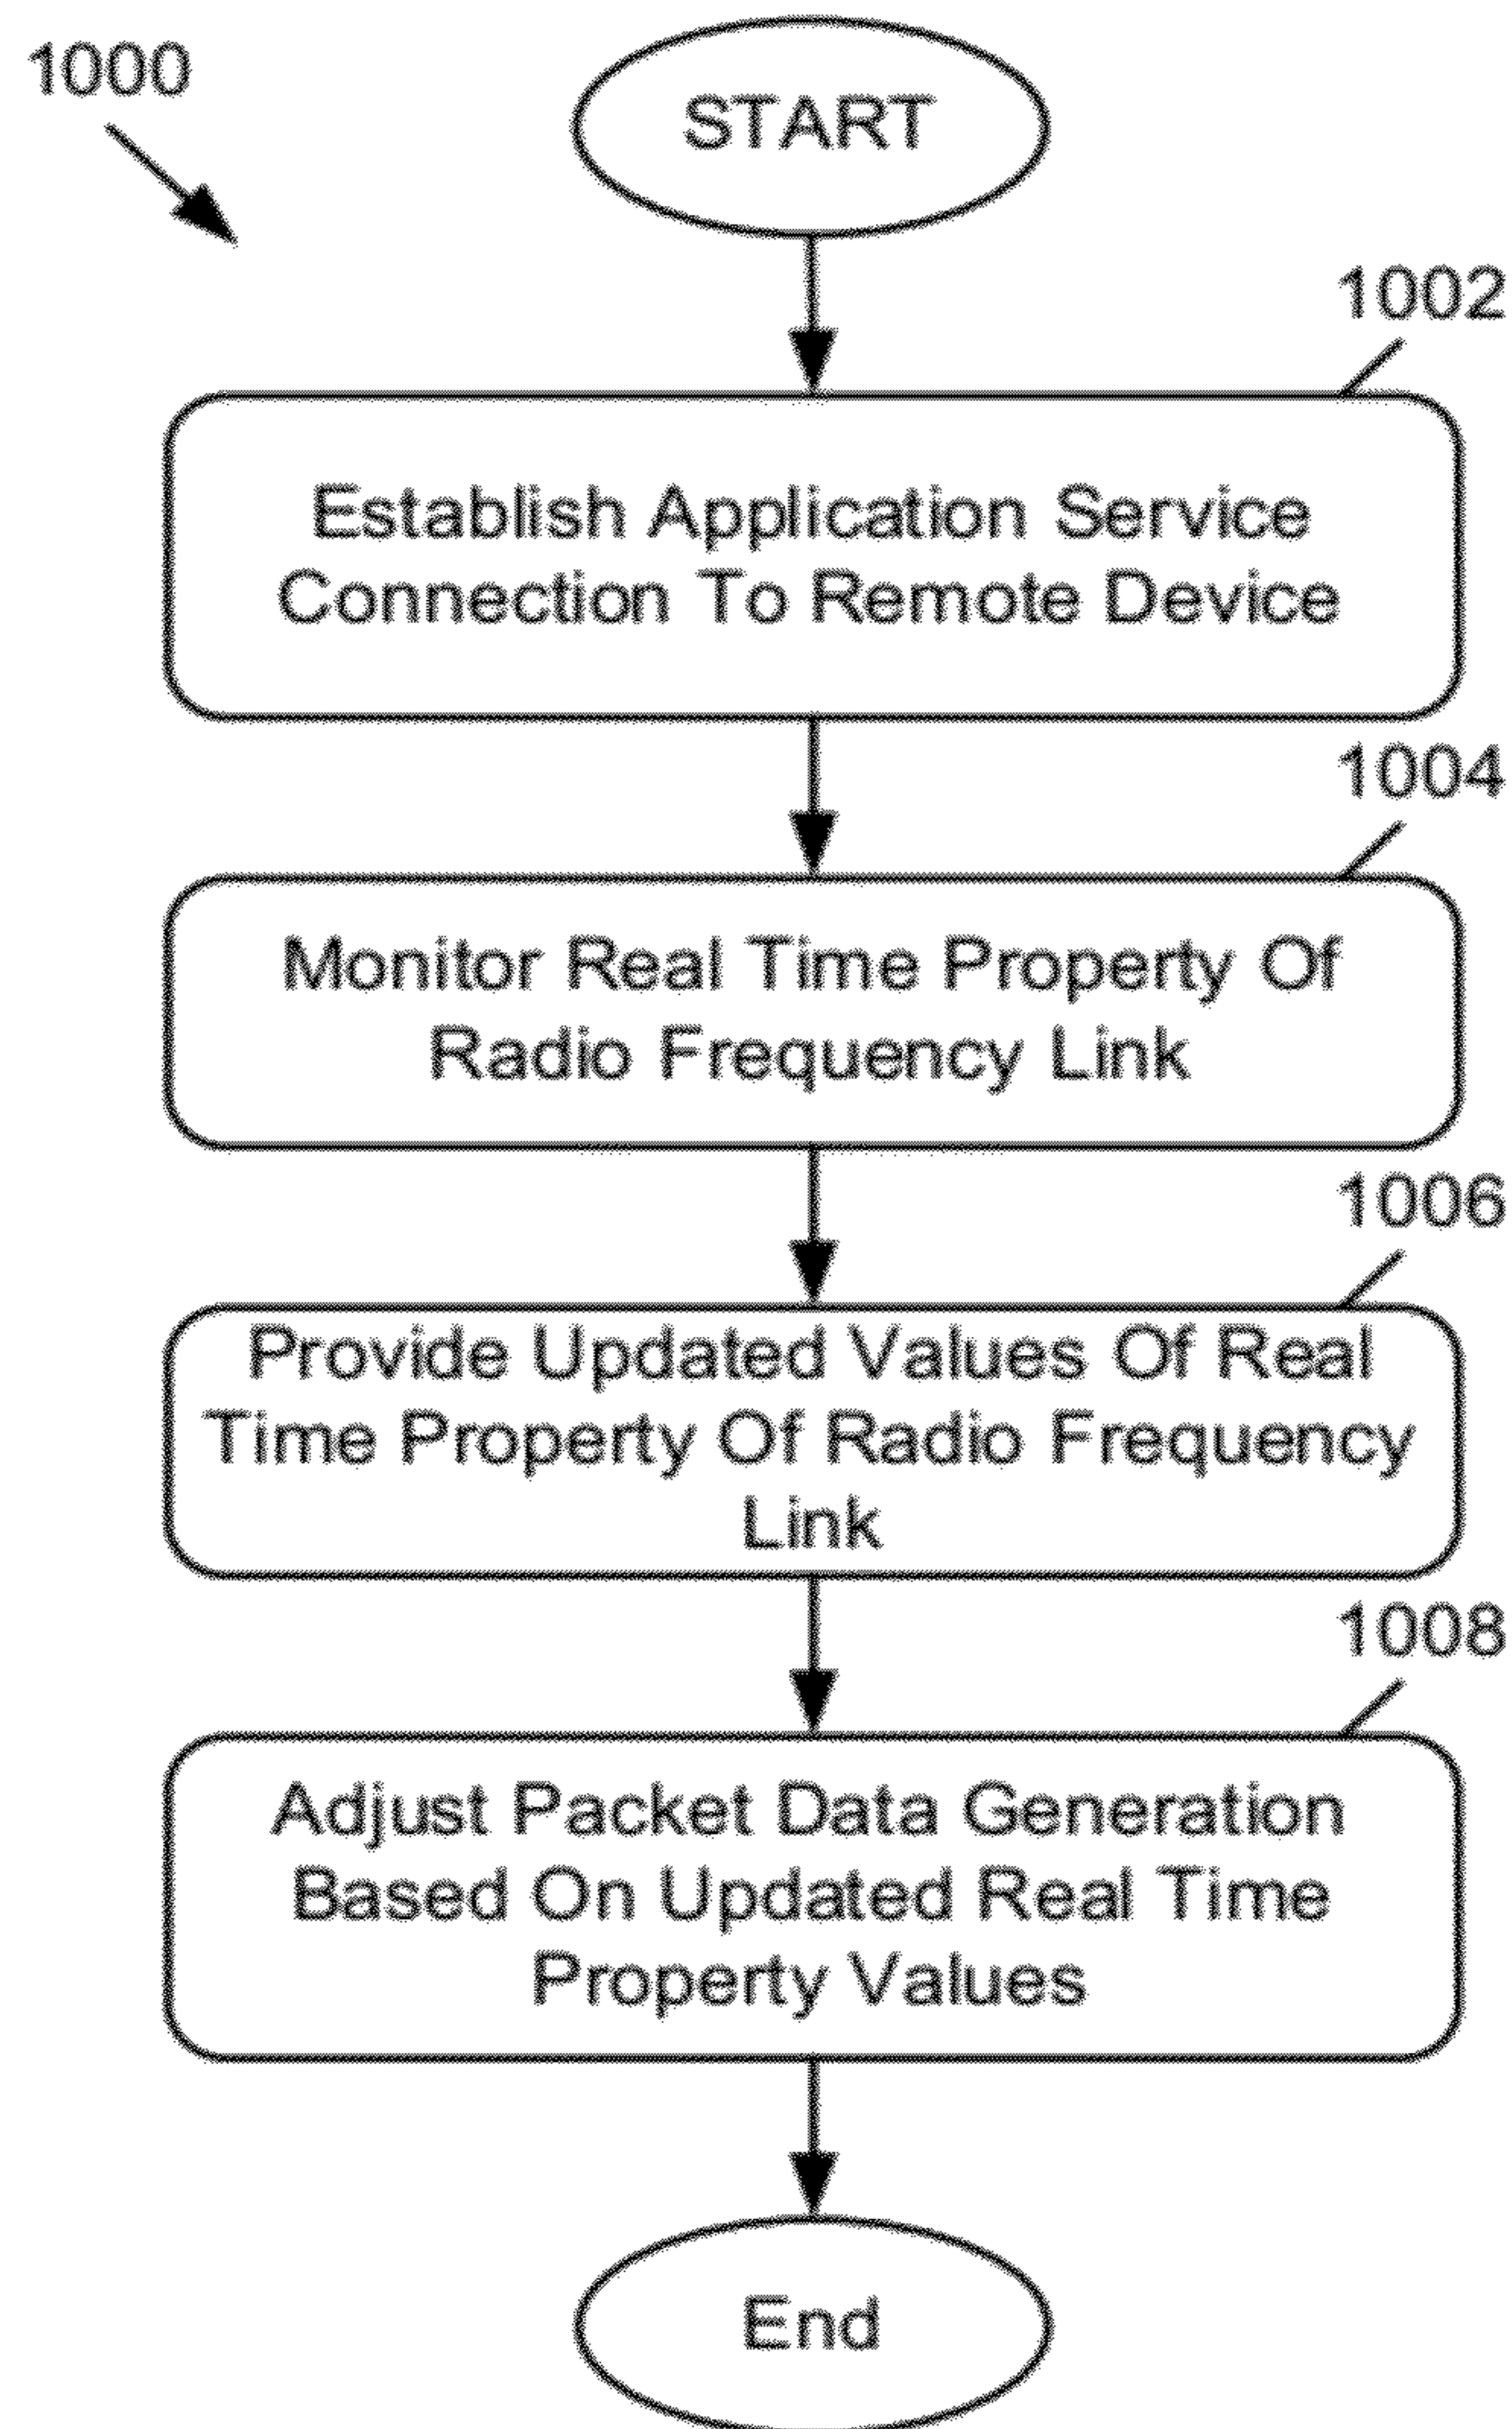 1000
START
1002
Establish Application Service
Connection To Remote Device
1004
Monitor Real Time Property Of
Radio Frequency Link
1006
Provide Updated Values Of Real
Time Property Of Radio Frequency
Link
1008
Adjust Packet Data Generation
Based On Updated Real Time
Property Values
End